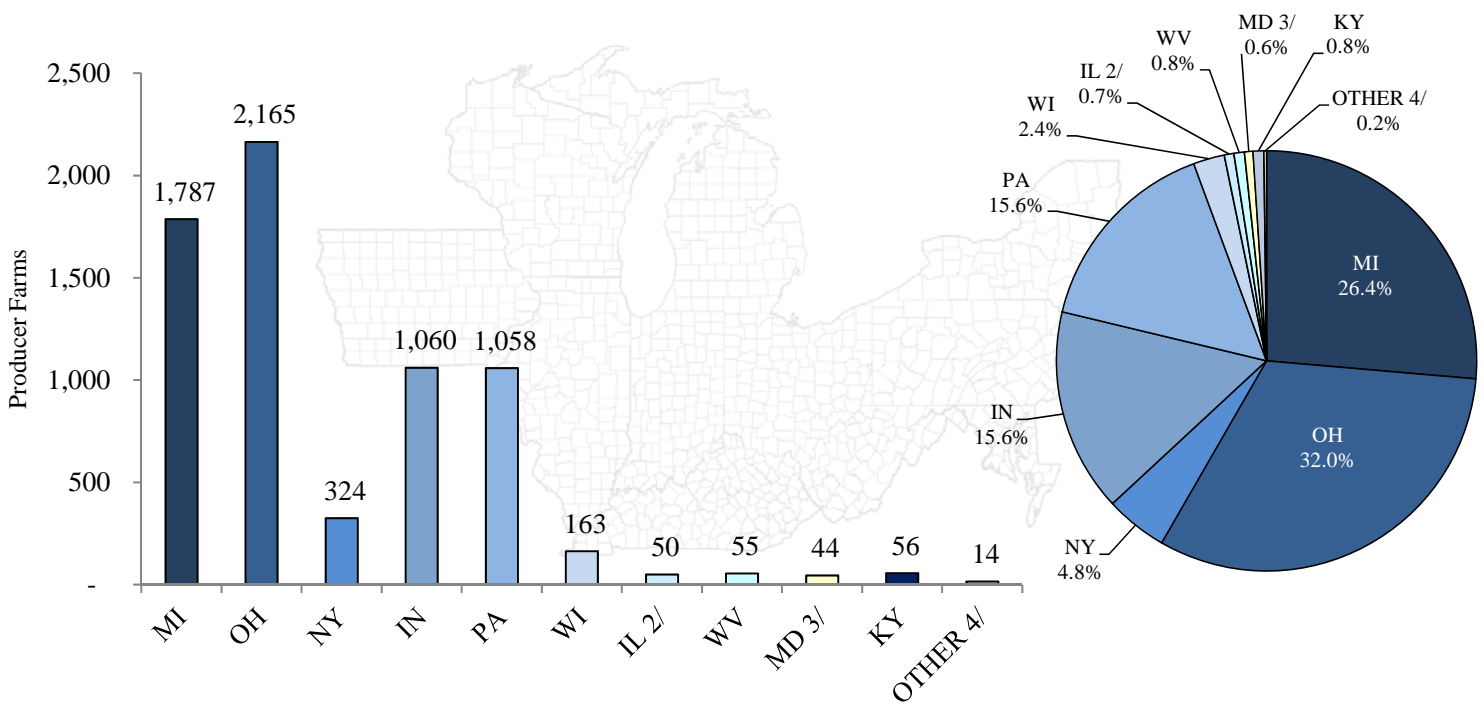 Producer Farms
2,500
2,000
1,500
1,000
500
-
1,787
2,165
324
1,060
1,058
163
50
55
44
56
14
MI
OH
NY
IN
PA
WI
IL 2/
WV
MD 3/
KY
OTHER 4/
MI
26.4%
OH
32.0%
NY
4.8%
IN
15.6%
PA
15.6%
WI
2.4%
IL 2/
0.7%
WV
0.8%
MD 3/
0.6%
KY
0.8%
OTHER 4/
0.2%